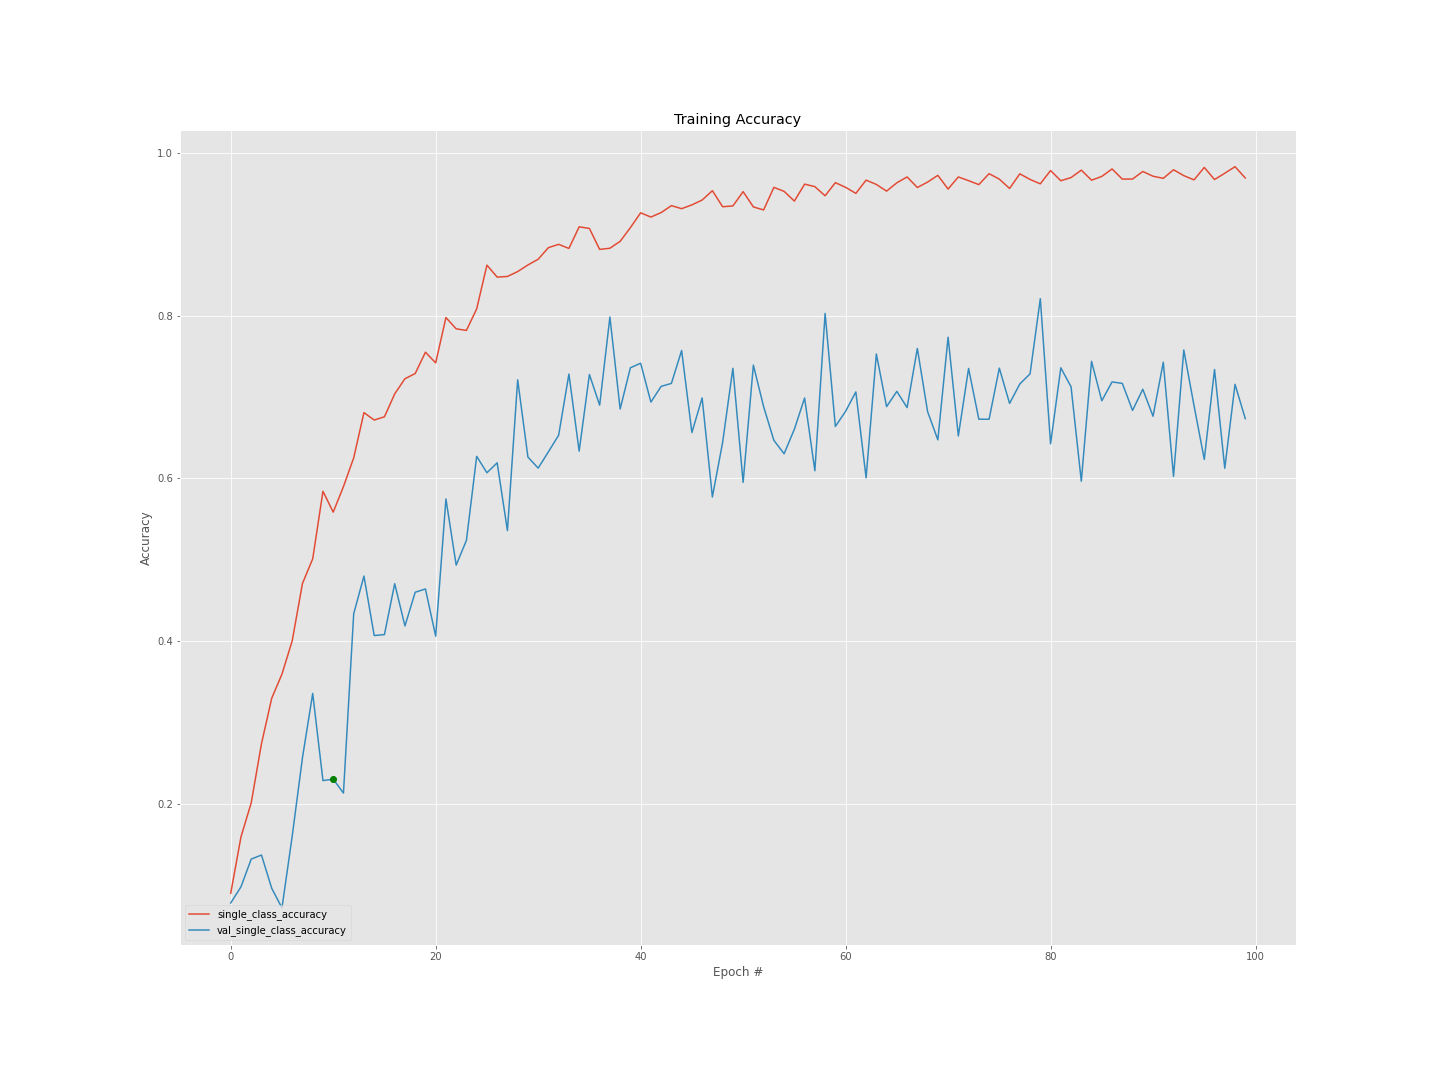 Training Accuracy
1.0
0.8
0.6
0.4
0.2
Accuracy
single_class_accuracy
val_single_class_accuracy
0 20 40 60 80 100
Epoch #